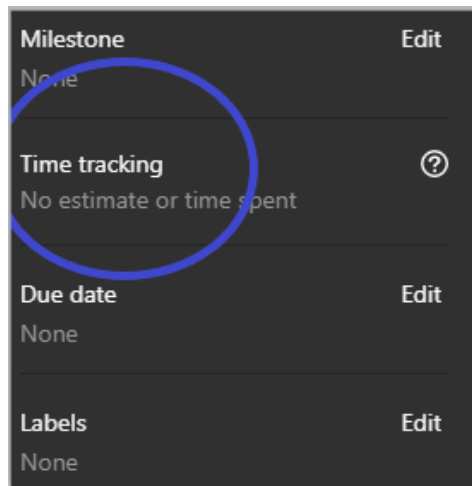 Milestone Edit
None
Time tracking
No estimate or time spent
Due date Edit
None
Labels Edit
None